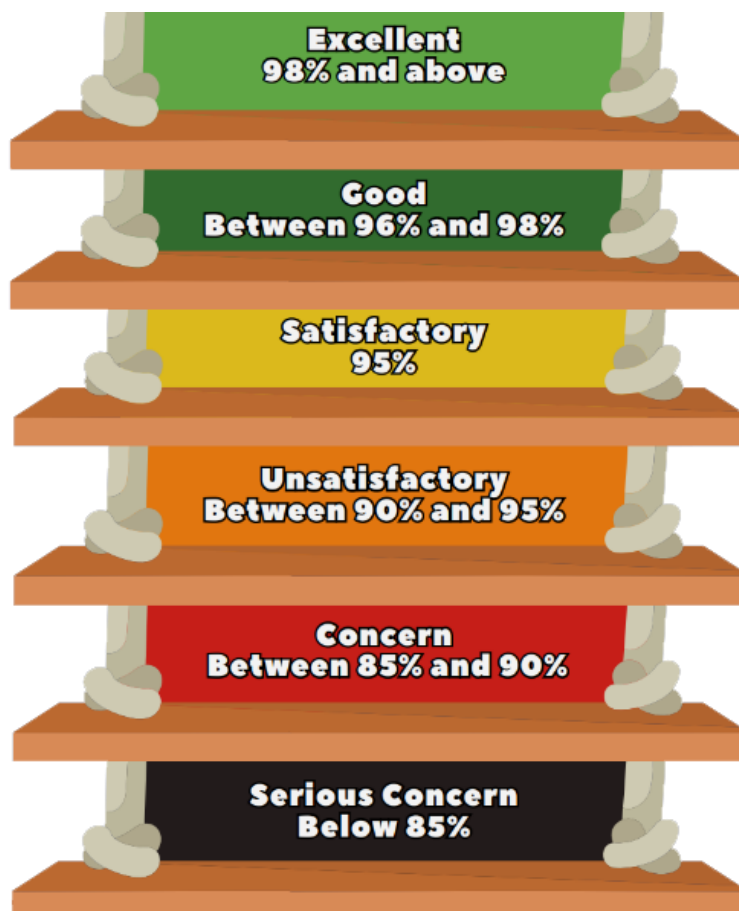 Excellent
98% and above
Good
Between 96% and 98%
Satisfactory
95%
Unsatisfactory
Between 90% and 95%
Concern
Between 85% and 90%
Serious Concern
Below 85%